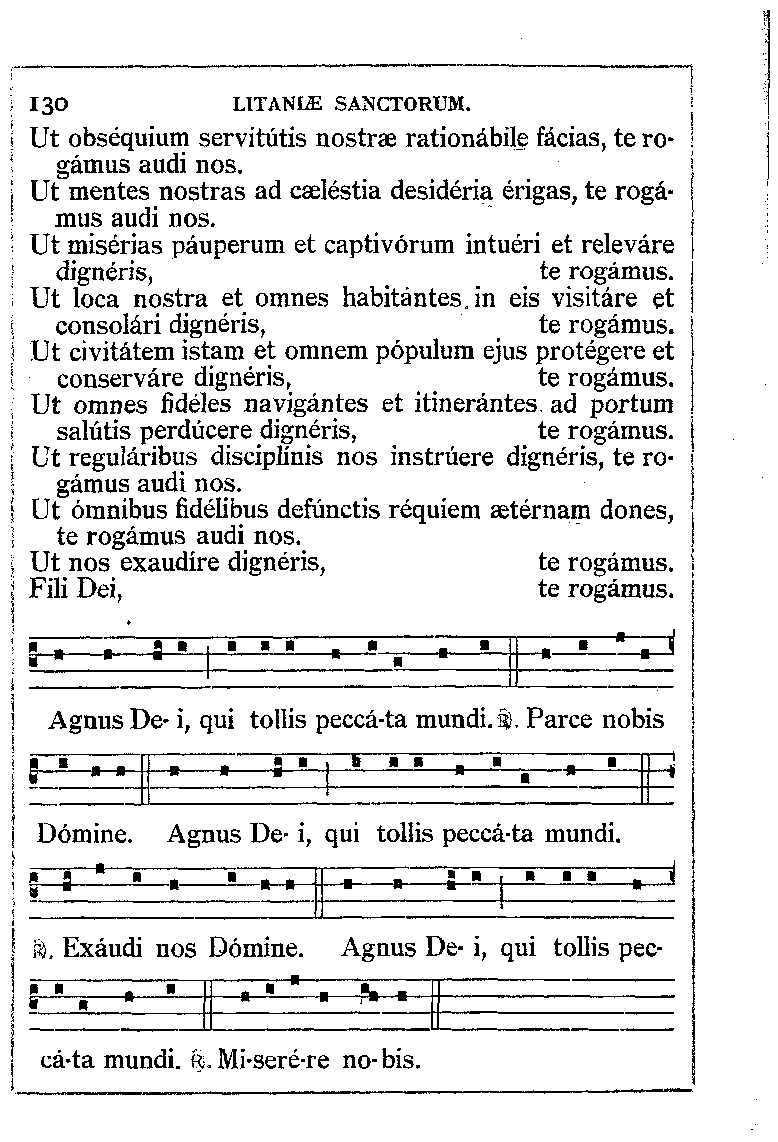 130 LITANIÆ SANCTORUM.
Ut obséquium servitútis nostræ rationábile fácias, te ro-
gámus audi nos.
Ut mentes nostras ad cæléstia desidéria érigas, te rogá-
mus audi nos.
Ut misérias páuperum et captivórum intuéri et releváre
dignéris, te rogámus.
Ut loca nostra et omnes habitántes in eis visitáre et
consolári dignéris, te rogámus.
Ut civitátem istam et omnem pópulum ejus protégere et
conserváre dignéris, te rogámus.
Ut omnes fidéles navigántes et itinerántes ad portum
salútis perdúcere dignéris, te rogámus.
Ut reguláribus disciplínis nos instrúere dignéris, te ro-
gámus audi nos.
Ut ómnibus fidélibus defúnctis réquiem ætérnam dones,
te rogámus audi nos.
Ut nos exaudíre dignéris, te rogámus.
Fili Dei, te rogámus.
Agnus De- i, qui tollis peccá-ta mundi. ℟. Parce nobis
Dómine. Agnus De- i, qui tollis peccá-ta mundi.
℟. Exáudi nos Dómine. Agnus De- i, qui tollis pec-
cá-ta mundi. ℟. Mi-seré-re no-bis.